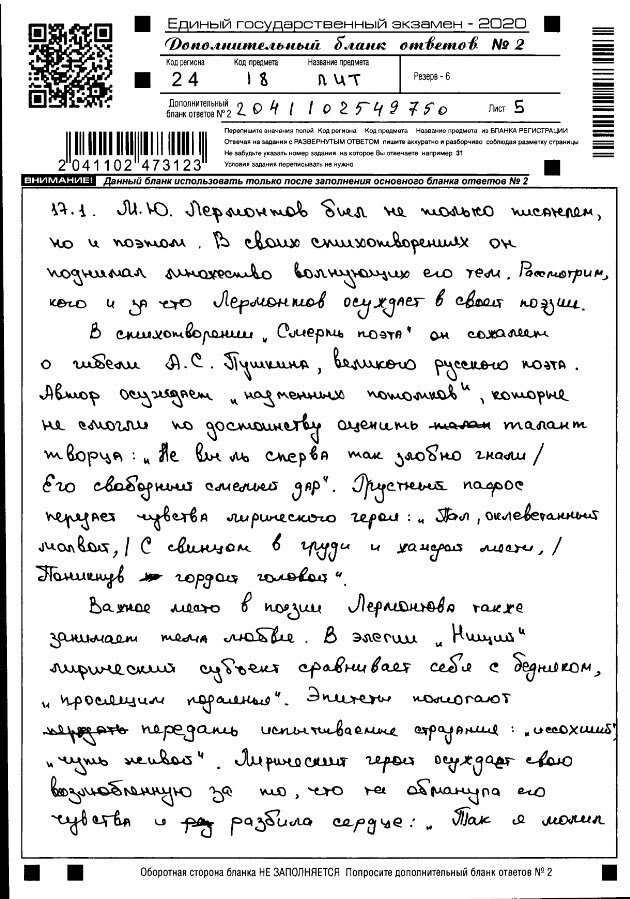 Единый государственный экзамен - 2020
Дополнительный бланк ответов № 2
Код региона Код предмета Название предмета
24 18 ЛИТ Резерв - 6
Дополнительный бланк ответов № 2 2041102549750 Лист 5
Перепишите значения полей Код региона Код предмета Название предмета из БЛАНКА РЕГИСТРАЦИИ
Отвечая на задания с РАЗВЕРНУТЫМ ОТВЕТОМ пишите аккуратно и разборчиво соблюдая разметку страницы
Не забудьте указать номер задания на которое Вы отвечаете например 31
Условия задания переписывать не нужно
2 041102 473123
ВНИМАНИЕ! Данный бланк использовать только после заполнения основного бланка ответов № 2
17.1. М.Ю. Лермонтов был не только писателем,
но и поэтом. В своих стихотворениях он
поднимал множество волнующих его тем. Рассмотрим,
кого и за что Лермонтов осуждает в своей поэзии.
В стихотворении „Смерть поэта" он сожалеет
о гибели А.С. Пушкина, великого русского поэта.
Автор осуждает „надменных потомков", которые
не смогли по достоинству оценить талан талант
творца: „Не вы ль сперва так злобно гнали /
Его свободный смелый дар". Грустный пафос
передает чувства лирического героя: „Пал, оклеветанный
молвой, / С свинцом в груди и жаждой мести, /
Поникнув гордой головой".
Важное место в поэзии Лермонтова также
занимает тема любви. В элегии „Нищий"
лирический субъект сравнивает себя с бедняком,
„просящим подаянья". Эпитеты помогают
передать передать испытываемые страдания: „иссохший",
„чуть живой". Лирический герой осуждает свою
возлюбленную за то, что та обманула его
чувства и раз разбила сердце: „Так я молил
Оборотная сторона бланка НЕ ЗАПОЛНЯЕТСЯ Попросите дополнительный бланк ответов № 2